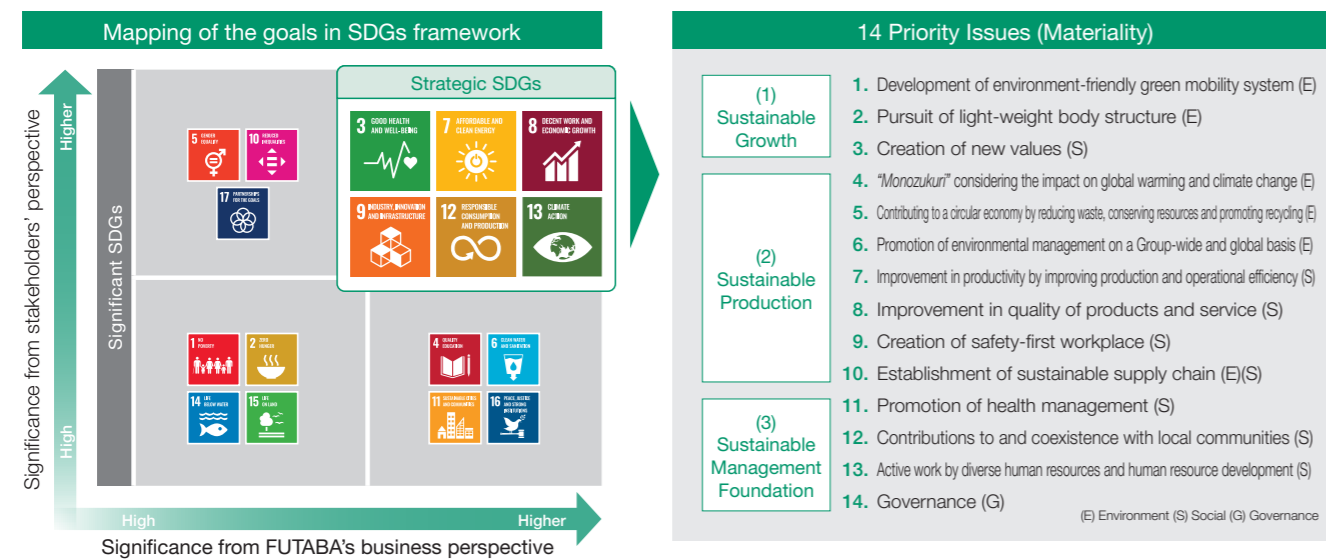 Mapping of the goals in SDGs framework
Significance from stakeholders' perspective
Higher
High
Significant SDGs
5 GENDER
EQUALITY
10 REDUCED
INEQUALITIES
17 PARTNERSHIPS
FOR THE GOALS
Strategic SDGs
3 GOOD HEALTH
AND WELL-BEING
7 AFFORDABLE AND
CLEAN ENERGY
8 DECENT WORK AND
ECONOMIC GROWTH
9 INDUSTRY, INNOVATION
AND INFRASTRUCTURE
12 RESPONSIBLE
CONSUMPTION
AND PRODUCTION
13 CLIMATE
ACTION
1 NO
POVERTY
2 ZERO
HUNGER
14 LIFE
BELOW WATER
15 LIFE
ON LAND
4 QUALITY
EDUCATION
6 CLEAN WATER
AND SANITATION
11 SUSTAINABLE CITIES
AND COMMUNITIES
16 PEACE, JUSTICE
AND STRONG
INSTITUTIONS
High
Higher
Significance from FUTABA's business perspective
14 Priority Issues (Materiality)
(1)
Sustainable
Growth
1. Development of environment-friendly green mobility system (E)
2. Pursuit of light-weight body structure (E)
3. Creation of new values (S)
(2)
Sustainable
Production
4. "Monozukuri" considering the impact on global warming and climate change (E)
5. Contributing to a circular economy by reducing waste, conserving resources and promoting recycling (E)
6. Promotion of environmental management on a Group-wide and global basis (E)
7. Improvement in productivity by improving production and operational efficiency (S)
8. Improvement in quality of products and service (S)
9. Creation of safety-first workplace (S)
10. Establishment of sustainable supply chain (E)(S)
(3)
Sustainable
Management
Foundation
11. Promotion of health management (S)
12. Contributions to and coexistence with local communities (S)
13. Active work by diverse human resources and human resource development (S)
14. Governance (G)
(E) Environment (S) Social (G) Governance